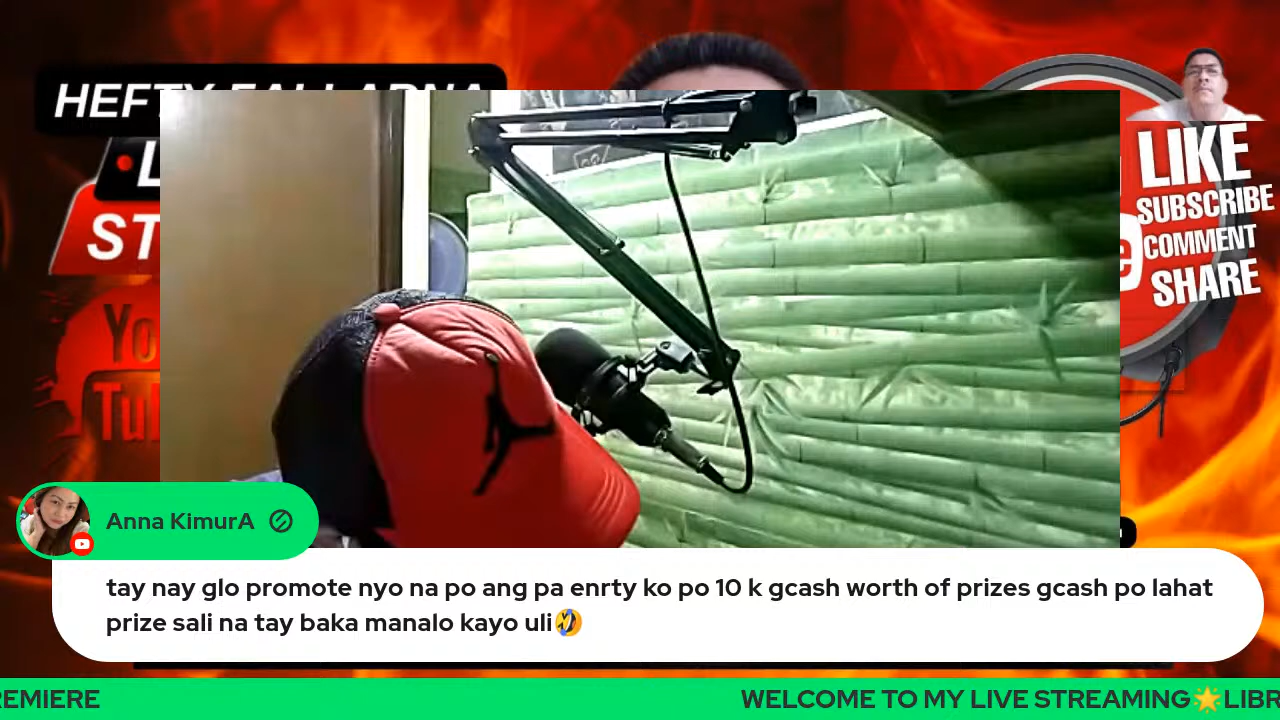 LIKE
SUBSCRIBE
COMMENT
SHARE
Anna KimurA
tay nay glo promote nyo na po ang pa enrty ko po 10 k gcash worth of prizes gcash po lahat
prize sali na tay baka manalo kayo uli🤣
REMIERE
WELCOME TO MY LIVE STREAMING🌟LIBR